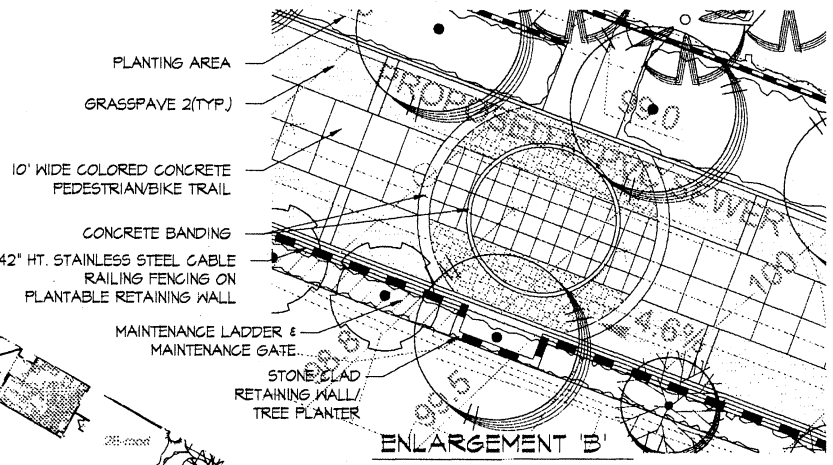 PLANTING AREA
GRASSPAVE 2(TYP.)
10' WIDE COLORED CONCRETE
PEDESTRIAN/BIKE TRAIL
CONCRETE BANDING
42" HT. STAINLESS STEEL CABLE
RAILING FENCING ON
PLANTABLE RETAINING WALL
MAINTENANCE LADDER &
MAINTENANCE GATE
STONE CLAD
RETAINING WALL/
TREE PLANTER
PROPOSED
SEWER
99.0
100
4.6%
99.5
ENLARGEMENT 'B'